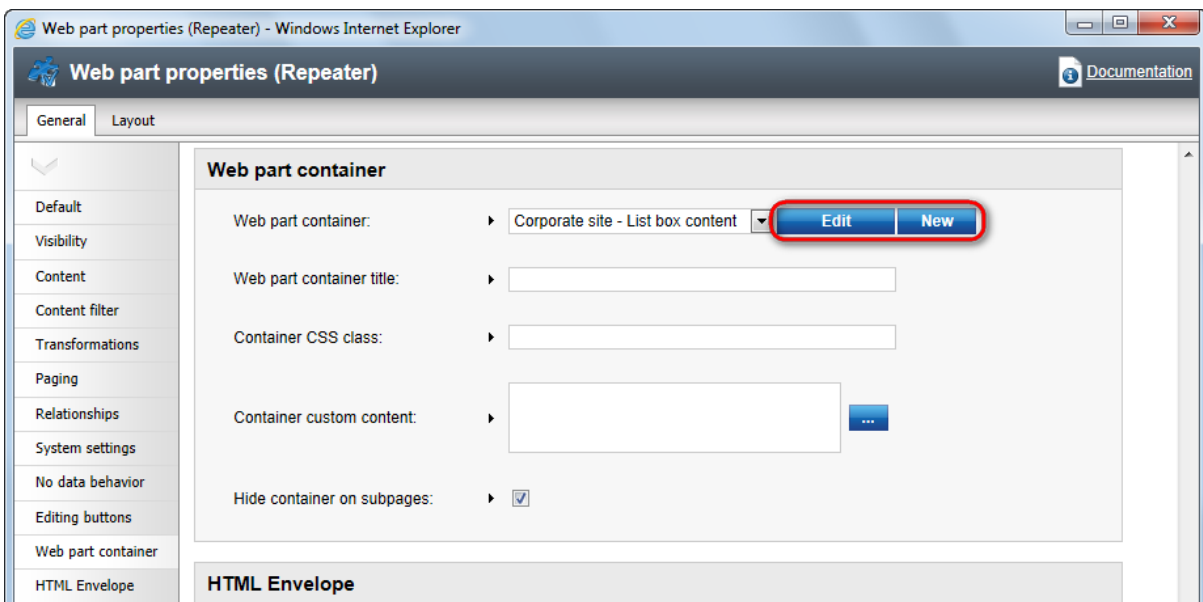 Web part properties (Repeater) - Windows Internet Explorer
Web part properties (Repeater)
Documentation
General Layout
Web part container
Default
Web part container: Corporate site - List box content Edit New
Visibility
Content
Web part container title:
Content filter
Transformations
Container CSS class:
Paging
Relationships
Container custom content: ...
System settings
No data behavior
Hide container on subpages:
Editing buttons
Web part container
HTML Envelope
HTML Envelope